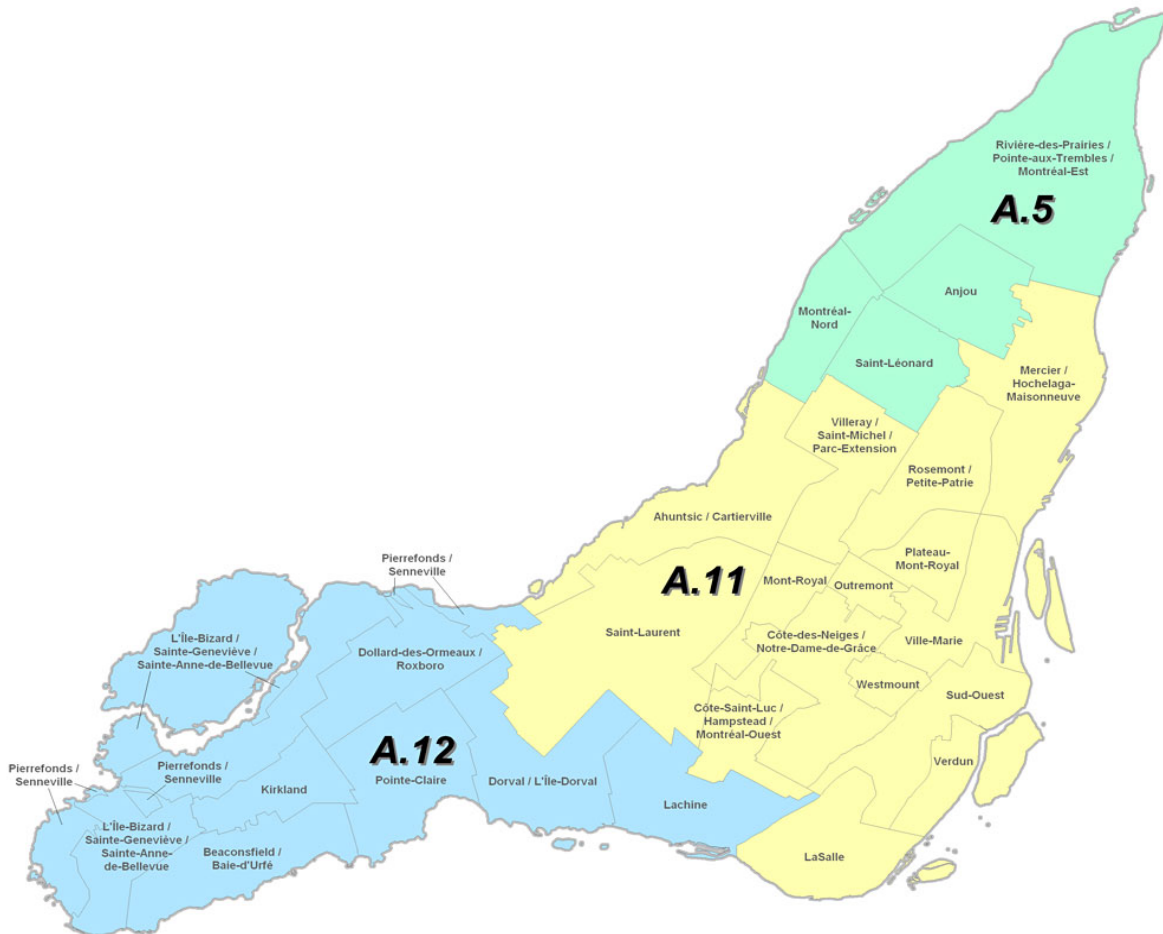 Rivière-des-Prairies /
Pointe-aux-Trembles /
Montréal-Est
A.5
Anjou
Montréal-
Nord
Saint-Léonard
Mercier /
Hochelaga-
Maisonneuve
Villeray /
Saint-Michel /
Parc-Extension
Rosemont /
Petite-Patrie
Ahuntsic / Cartierville
Plateau-
Mont-Royal
Pierrefonds /
Senneville
A.11
Mont-Royal
Outremont
Saint-Laurent
Côte-des-Neiges /
Notre-Dame-de-Grâce
Ville-Marie
L'Île-Bizard /
Sainte-Geneviève /
Sainte-Anne-de-Bellevue
Dollard-des-Ormeaux /
Roxboro
Westmount
Sud-Ouest
Côte-Saint-Luc /
Hampstead /
Montréal-Ouest
A.12
Pointe-Claire
Verdun
Pierrefonds /
Senneville
Pierrefonds /
Senneville
Kirkland
Dorval / L'Île-Dorval
Lachine
L'Île-Bizard /
Sainte-Geneviève /
Sainte-Anne-
de-Bellevue
Beaconsfield /
Baie-d'Urfé
LaSalle